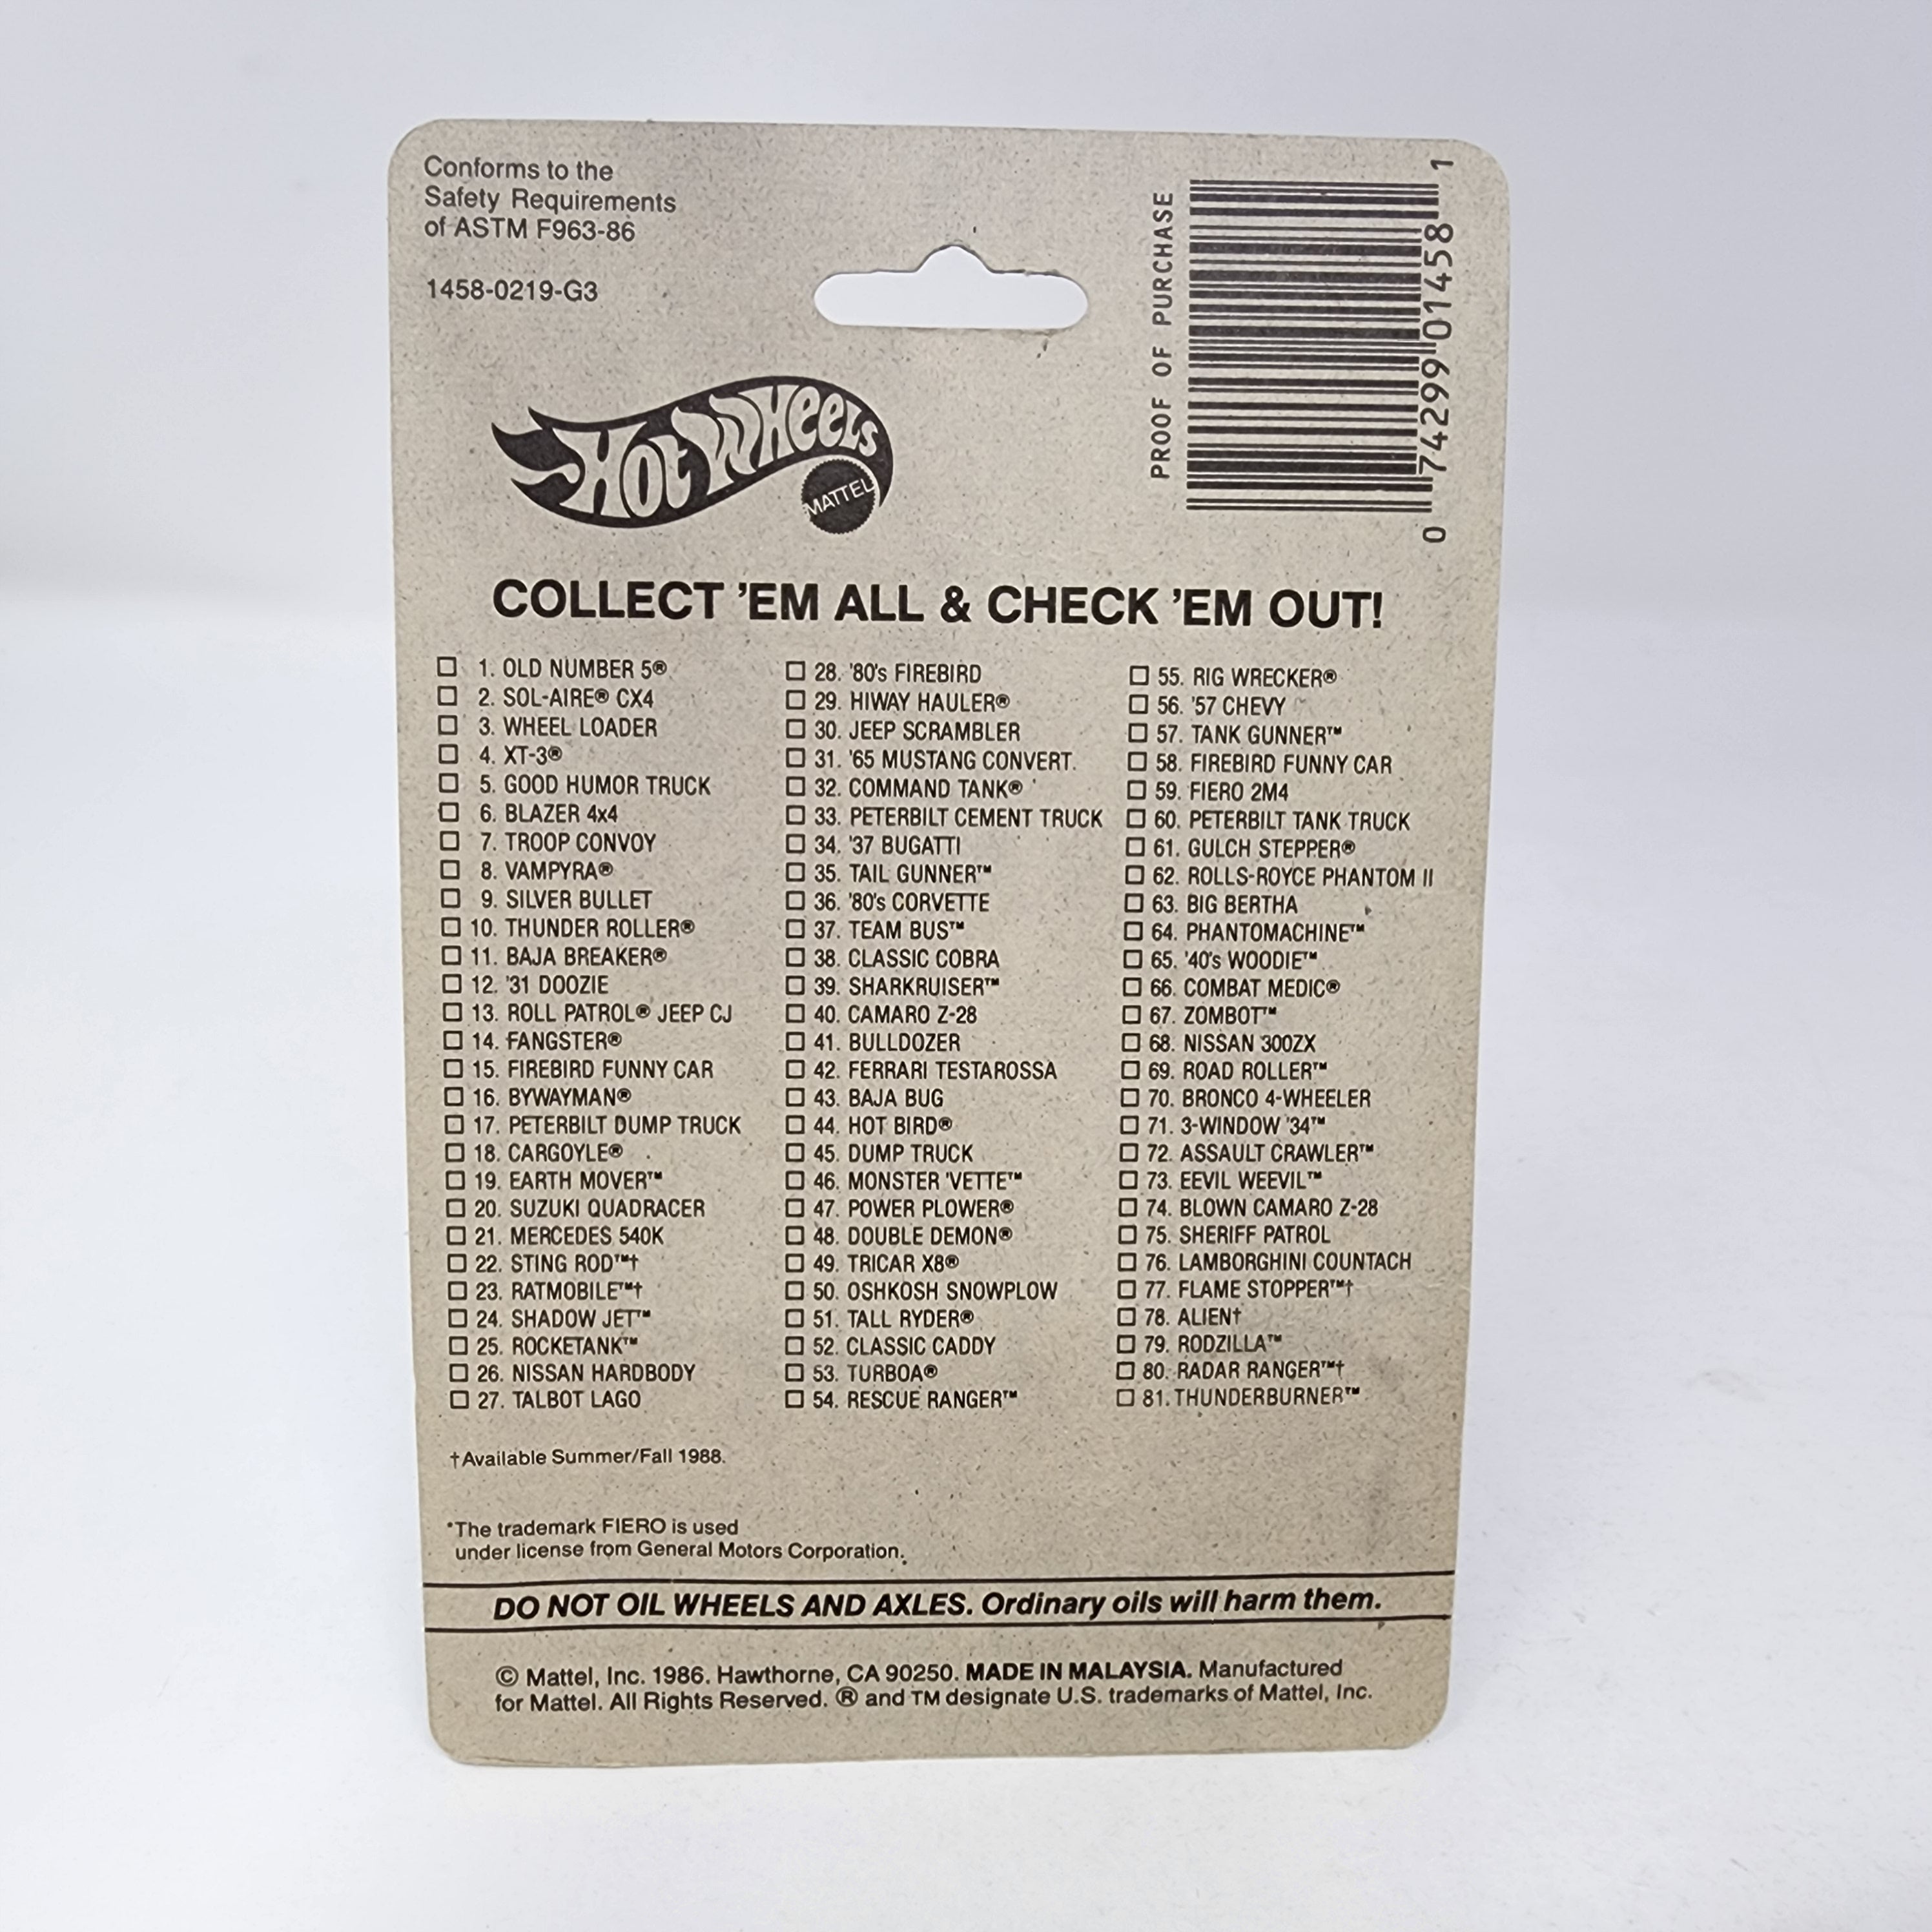 Conforms to the
Safety Requirements
of ASTM F963-86
1458-0219-G3
PROOF OF PURCHASE
0 74299 01458 1
Hot Wheels
MATTEL
COLLECT 'EM ALL & CHECK 'EM OUT!
1. OLD NUMBER 5®
2. SOL-AIRE® CX4
3. WHEEL LOADER
4. XT-3®
5. GOOD HUMOR TRUCK
6. BLAZER 4x4
7. TROOP CONVOY
8. VAMPYRA®
9. SILVER BULLET
10. THUNDER ROLLER®
11. BAJA BREAKER®
12. '31 DOOZIE
13. ROLL PATROL® JEEP CJ
14. FANGSTER®
15. FIREBIRD FUNNY CAR
16. BYWAYMAN®
17. PETERBILT DUMP TRUCK
18. CARGOYLE®
19. EARTH MOVER™
20. SUZUKI QUADRACER
21. MERCEDES 540K
22. STING ROD™†
23. RATMOBILE™†
24. SHADOW JET™
25. ROCKETANK™
26. NISSAN HARDBODY
27. TALBOT LAGO
28. '80's FIREBIRD
29. HIWAY HAULER®
30. JEEP SCRAMBLER
31. '65 MUSTANG CONVERT.
32. COMMAND TANK®
33. PETERBILT CEMENT TRUCK
34. '37 BUGATTI
35. TAIL GUNNER™
36. '80's CORVETTE
37. TEAM BUS™
38. CLASSIC COBRA
39. SHARKRUISER™
40. CAMARO Z-28
41. BULLDOZER
42. FERRARI TESTAROSSA
43. BAJA BUG
44. HOT BIRD®
45. DUMP TRUCK
46. MONSTER 'VETTE™
47. POWER PLOWER®
48. DOUBLE DEMON®
49. TRICAR X8®
50. OSHKOSH SNOWPLOW
51. TALL RYDER®
52. CLASSIC CADDY
53. TURBOA®
54. RESCUE RANGER™
55. RIG WRECKER®
56. '57 CHEVY
57. TANK GUNNER™
58. FIREBIRD FUNNY CAR
59. FIERO 2M4
60. PETERBILT TANK TRUCK
61. GULCH STEPPER®
62. ROLLS-ROYCE PHANTOM II
63. BIG BERTHA
64. PHANTOMACHINE™
65. '40's WOODIE™
66. COMBAT MEDIC®
67. ZOMBOT™
68. NISSAN 300ZX
69. ROAD ROLLER™
70. BRONCO 4-WHEELER
71. 3-WINDOW '34™
72. ASSAULT CRAWLER™
73. EEVIL WEEVIL™
74. BLOWN CAMARO Z-28
75. SHERIFF PATROL
76. LAMBORGHINI COUNTACH
77. FLAME STOPPER™†
78. ALIEN†
79. RODZILLA™
80. RADAR RANGER™†
81. THUNDERBURNER™
†Available Summer/Fall 1988.
*The trademark FIERO is used
under license from General Motors Corporation.
DO NOT OIL WHEELS AND AXLES. Ordinary oils will harm them.
© Mattel, Inc. 1986. Hawthorne, CA 90250. MADE IN MALAYSIA. Manufactured
for Mattel. All Rights Reserved. ® and TM designate U.S. trademarks of Mattel, Inc.